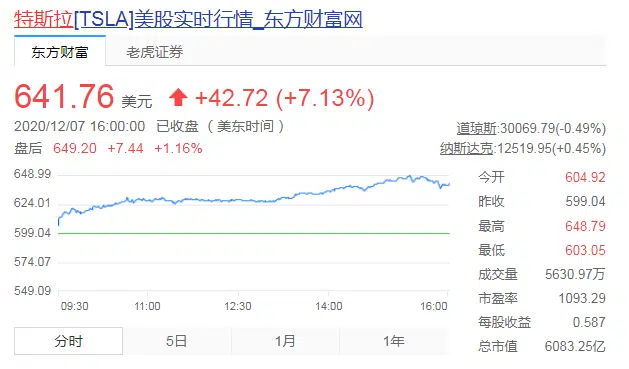 特斯拉[TSLA]美股实时行情_东方财富网
东方财富 老虎证券
641.76 美元 +42.72 (+7.13%)
2020/12/07 16:00:00 已收盘 ( 美东时间 )
道琼斯:30069.79(-0.49%)
盘后 649.20 +7.44 +1.16%
纳斯达克:12519.95(+0.45%)
648.99
624.01
599.04
574.07
549.09
09:30 11:00 12:30 14:00 16:00
今开 604.92
昨收 599.04
最高 648.79
最低 603.05
成交量 5630.97万
市盈率 1093.29
每股收益 0.587
总市值 6083.25亿
分时 5日 1月 1年